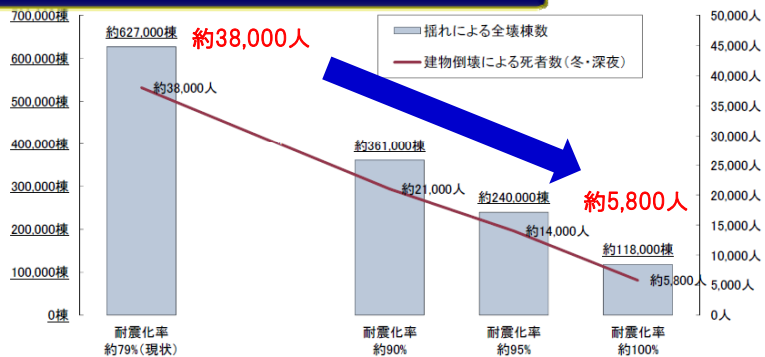 700,000棟
600,000棟
500,000棟
400,000棟
300,000棟
200,000棟
100,000棟
0棟
50,000人
45,000人
40,000人
35,000人
30,000人
25,000人
20,000人
15,000人
10,000人
5,000人
0人
揺れによる全壊棟数
建物倒壊による死者数(冬・深夜)
約627,000棟
約38,000人
約38,000人
約361,000棟
約21,000人
約240,000棟
約14,000人
約5,800人
約118,000棟
約5,800人
耐震化率
約79%(現状)
耐震化率
約90%
耐震化率
約95%
耐震化率
約100%